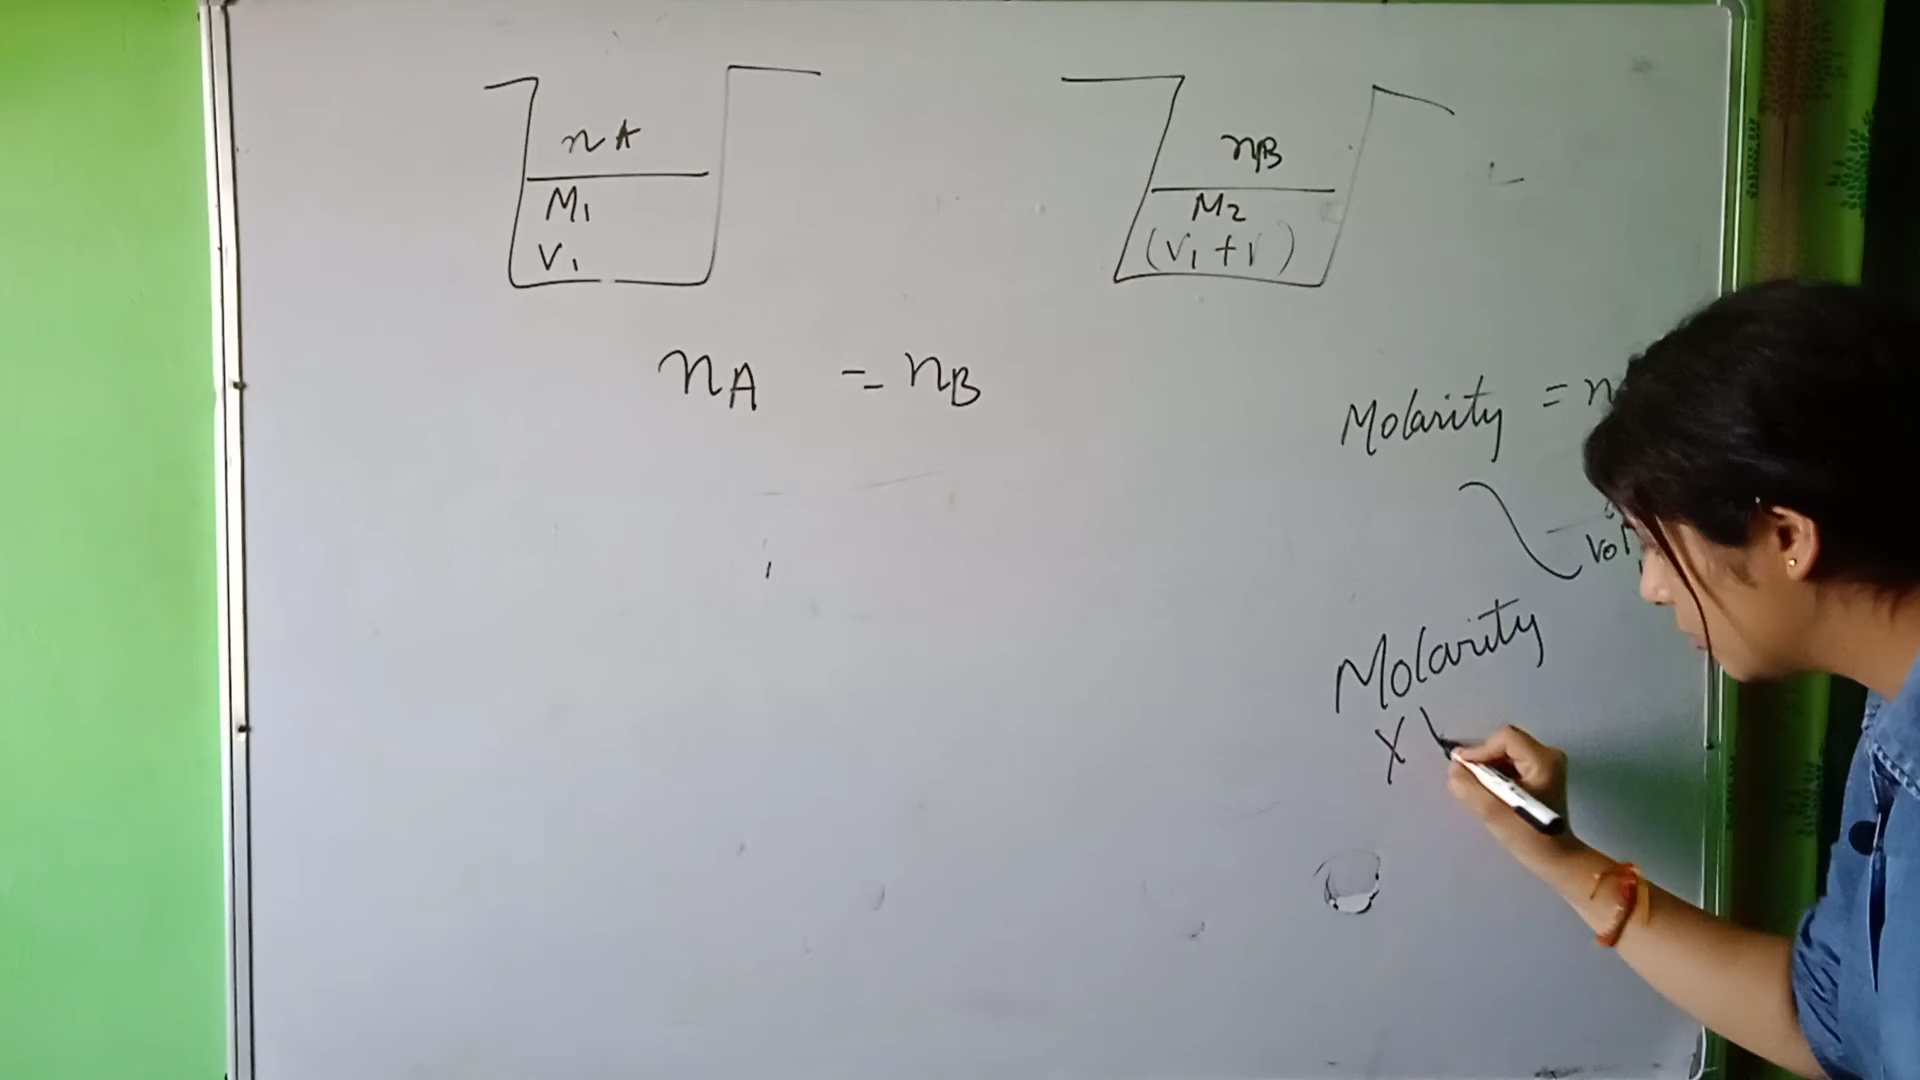 nA
M1
V1
nB
M2
(V1 + V)
nA = nB
Molarity = n
Vol
Molarity
X